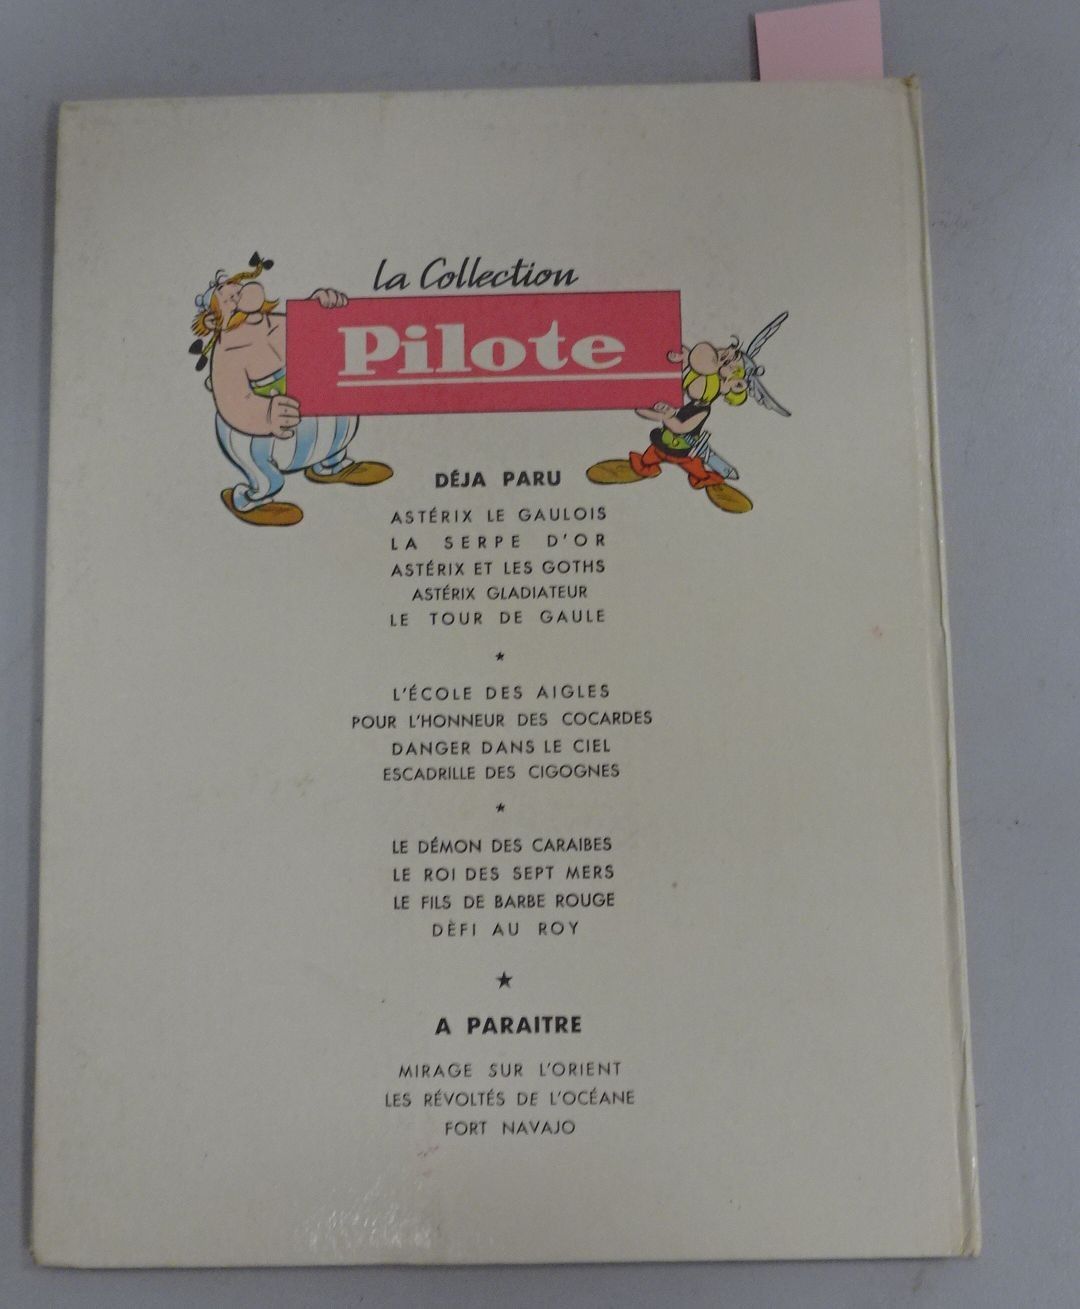 La Collection
Pilote
DÉJA PARU
ASTÉRIX LE GAULOIS
LA SERPE D'OR
ASTÉRIX ET LES GOTHS
ASTÉRIX GLADIATEUR
LE TOUR DE GAULE
L'ÉCOLE DES AIGLES
POUR L'HONNEUR DES COCARDES
DANGER DANS LE CIEL
ESCADRILLE DES CIGOGNES
LE DÉMON DES CARAIBES
LE ROI DES SEPT MERS
LE FILS DE BARBE ROUGE
DÈFI AU ROY
A PARAITRE
MIRAGE SUR L'ORIENT
LES RÉVOLTÉS DE L'OCÉANE
FORT NAVAJO